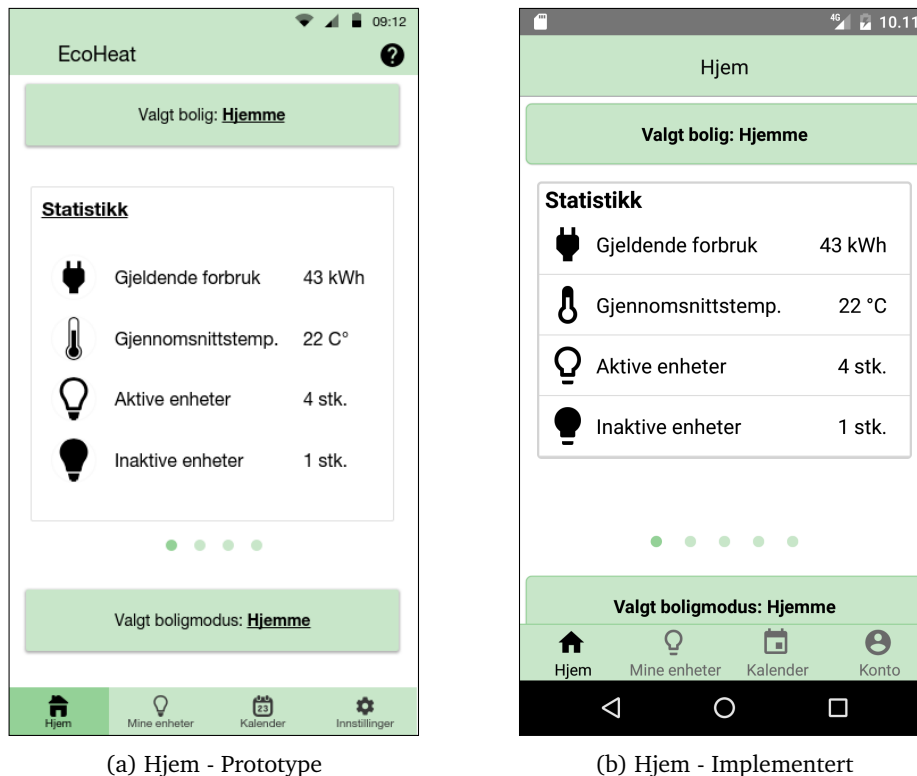 09:12
EcoHeat
Valgt bolig: Hjemme
Statistikk
Gjeldende forbruk 43 kWh
Gjennomsnittstemp. 22 C°
Aktive enheter 4 stk.
Inaktive enheter 1 stk.
Valgt boligmodus: Hjemme
23
Hjem Mine enheter Kalender Innstillinger
(a) Hjem - Prototype
4G 10.11
Hjem
Valgt bolig: Hjemme
Statistikk
Gjeldende forbruk 43 kWh
Gjennomsnittstemp. 22 °C
Aktive enheter 4 stk.
Inaktive enheter 1 stk.
Valgt boligmodus: Hjemme
Hjem Mine enheter Kalender Konto
(b) Hjem - Implementert